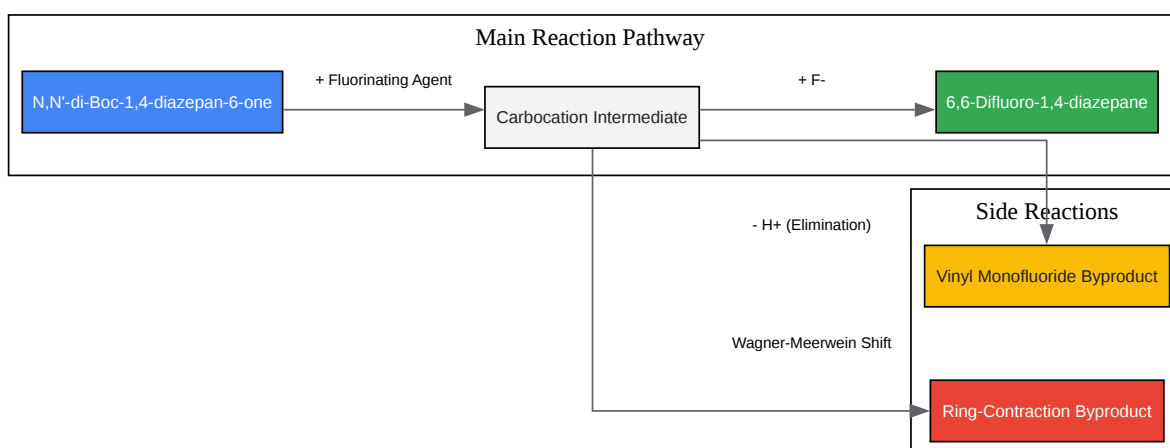 Main Reaction Pathway
N,N'-di-Boc-1,4-diazepan-6-one
+ Fluorinating Agent
Carbocation Intermediate
+ F-
6,6-Difluoro-1,4-diazepane
Side Reactions
- H+ (Elimination)
Vinyl Monofluoride Byproduct
Wagner-Meerwein Shift
Ring-Contraction Byproduct